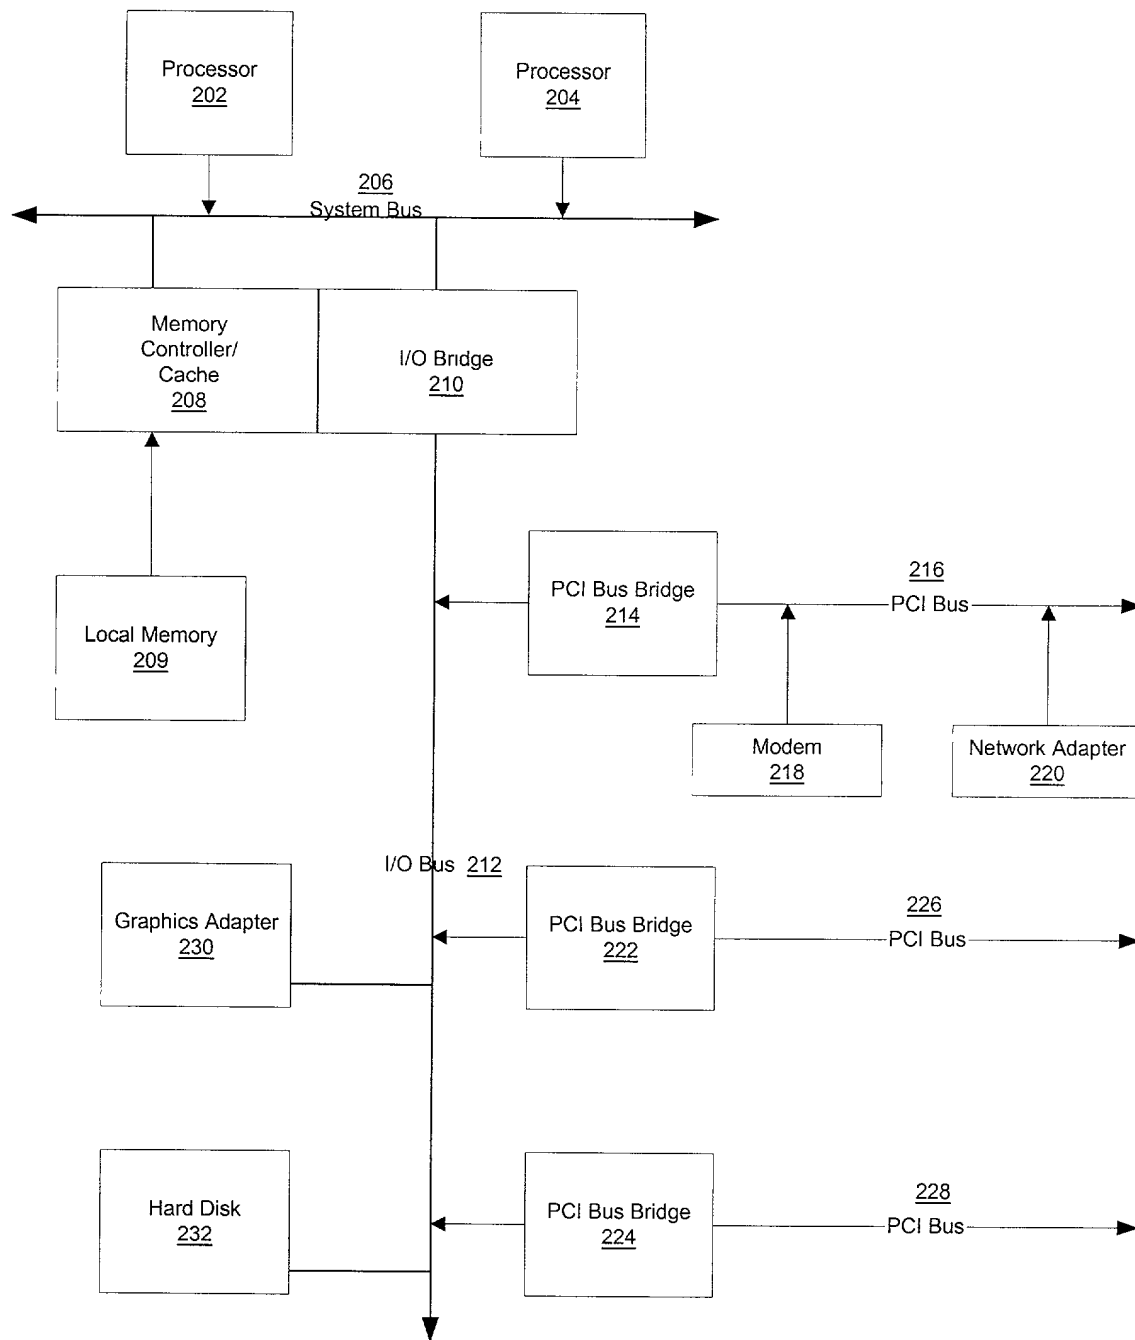 Processor
202
Processor
204
206
System Bus
Memory
Controller/
Cache
208
I/O Bridge
210
PCI Bus Bridge
214
216
PCI Bus
Local Memory
209
Modem
218
Network Adapter
220
I/O Bus 212
Graphics Adapter
230
PCI Bus Bridge
222
226
PCI Bus
Hard Disk
232
PCI Bus Bridge
224
228
PCI Bus